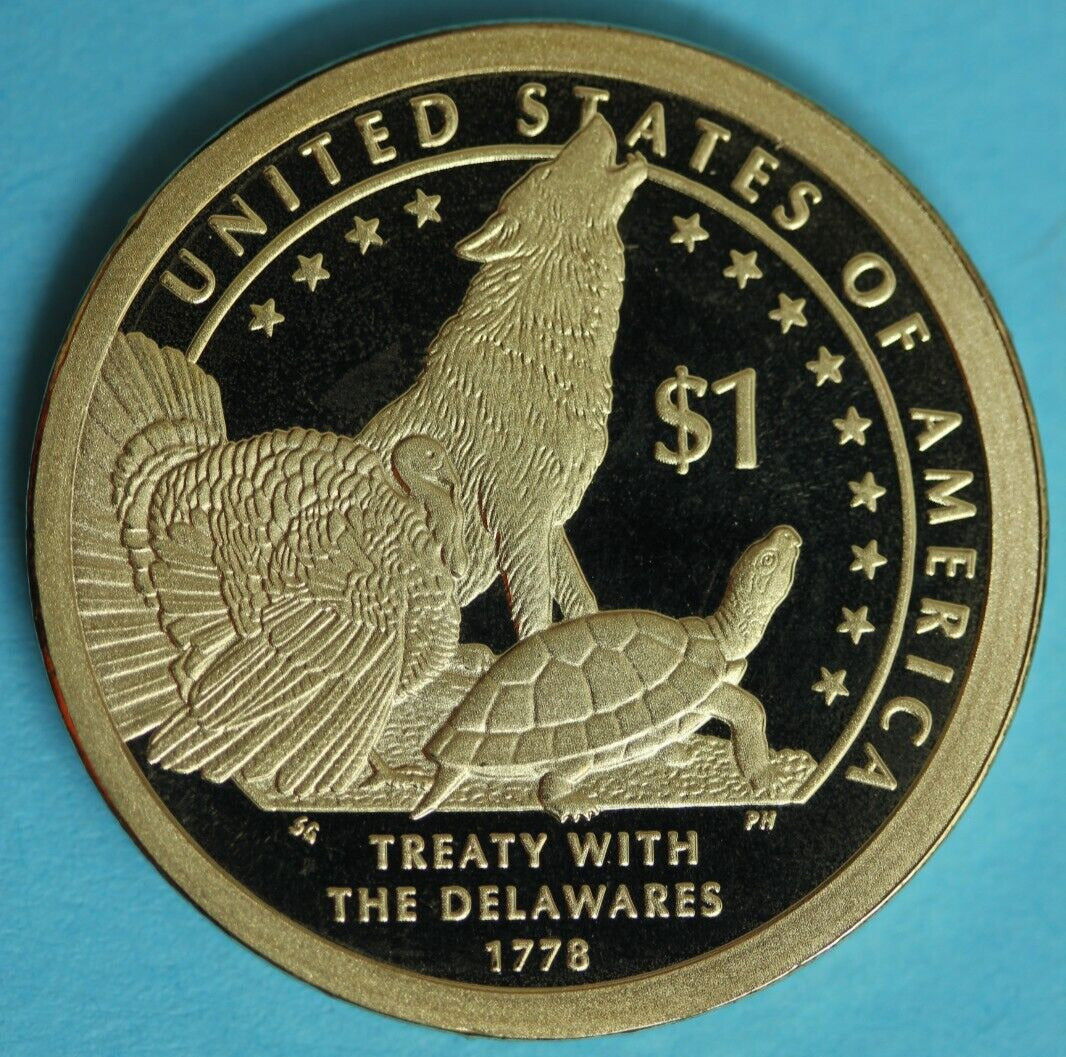 UNITED STATES OF AMERICA
$1
SG
PH
TREATY WITH
THE DELAWARES
1778